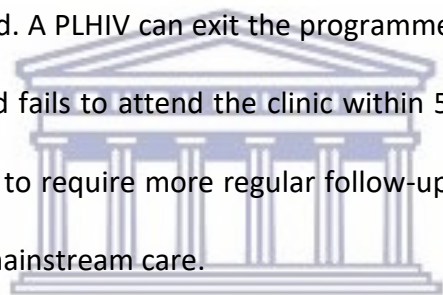 d. A PLHIV can exit the programme
d fails to attend the clinic within 5
to require more regular follow-up
mainstream care.